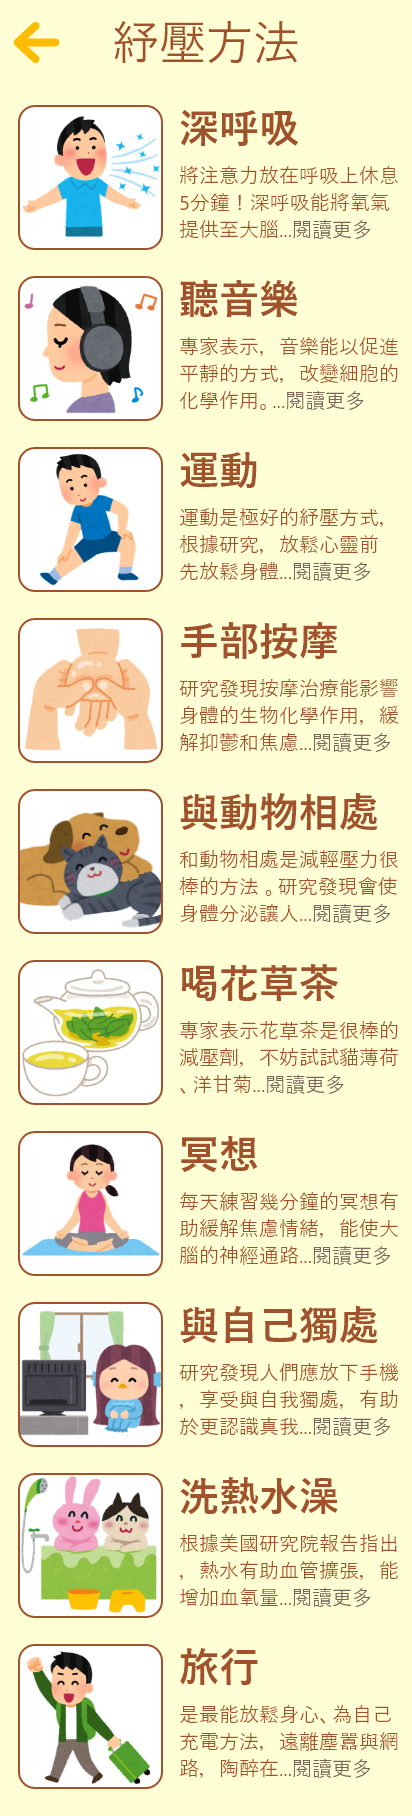 紓壓方法
深呼吸
將注意力放在呼吸上休息
5分鐘！深呼吸能將氧氣
提供至大腦...閱讀更多
聽音樂
專家表示，音樂能以促進
平靜的方式，改變細胞的
化學作用。...閱讀更多
運動
運動是極好的紓壓方式，
根據研究，放鬆心靈前
先放鬆身體...閱讀更多
手部按摩
研究發現按摩治療能影響
身體的生物化學作用，緩
解抑鬱和焦慮...閱讀更多
與動物相處
和動物相處是減輕壓力很
棒的方法。研究發現會使
身體分泌讓人...閱讀更多
喝花草茶
專家表示花草茶是很棒的
減壓劑，不妨試試貓薄荷
、洋甘菊...閱讀更多
冥想
每天練習幾分鐘的冥想有
助緩解焦慮情緒，能使大
腦的神經通路...閱讀更多
與自己獨處
研究發現人們應放下手機
，享受與自我獨處，有助
於更認識真我...閱讀更多
洗熱水澡
根據美國研究院報告指出
，熱水有助血管擴張，能
增加血氧量...閱讀更多
旅行
是最能放鬆身心、為自己
充電方法，遠離塵囂與網
路，陶醉在...閱讀更多